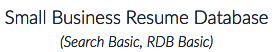 Small Business Resume Database
(Search Basic, RDB Basic)